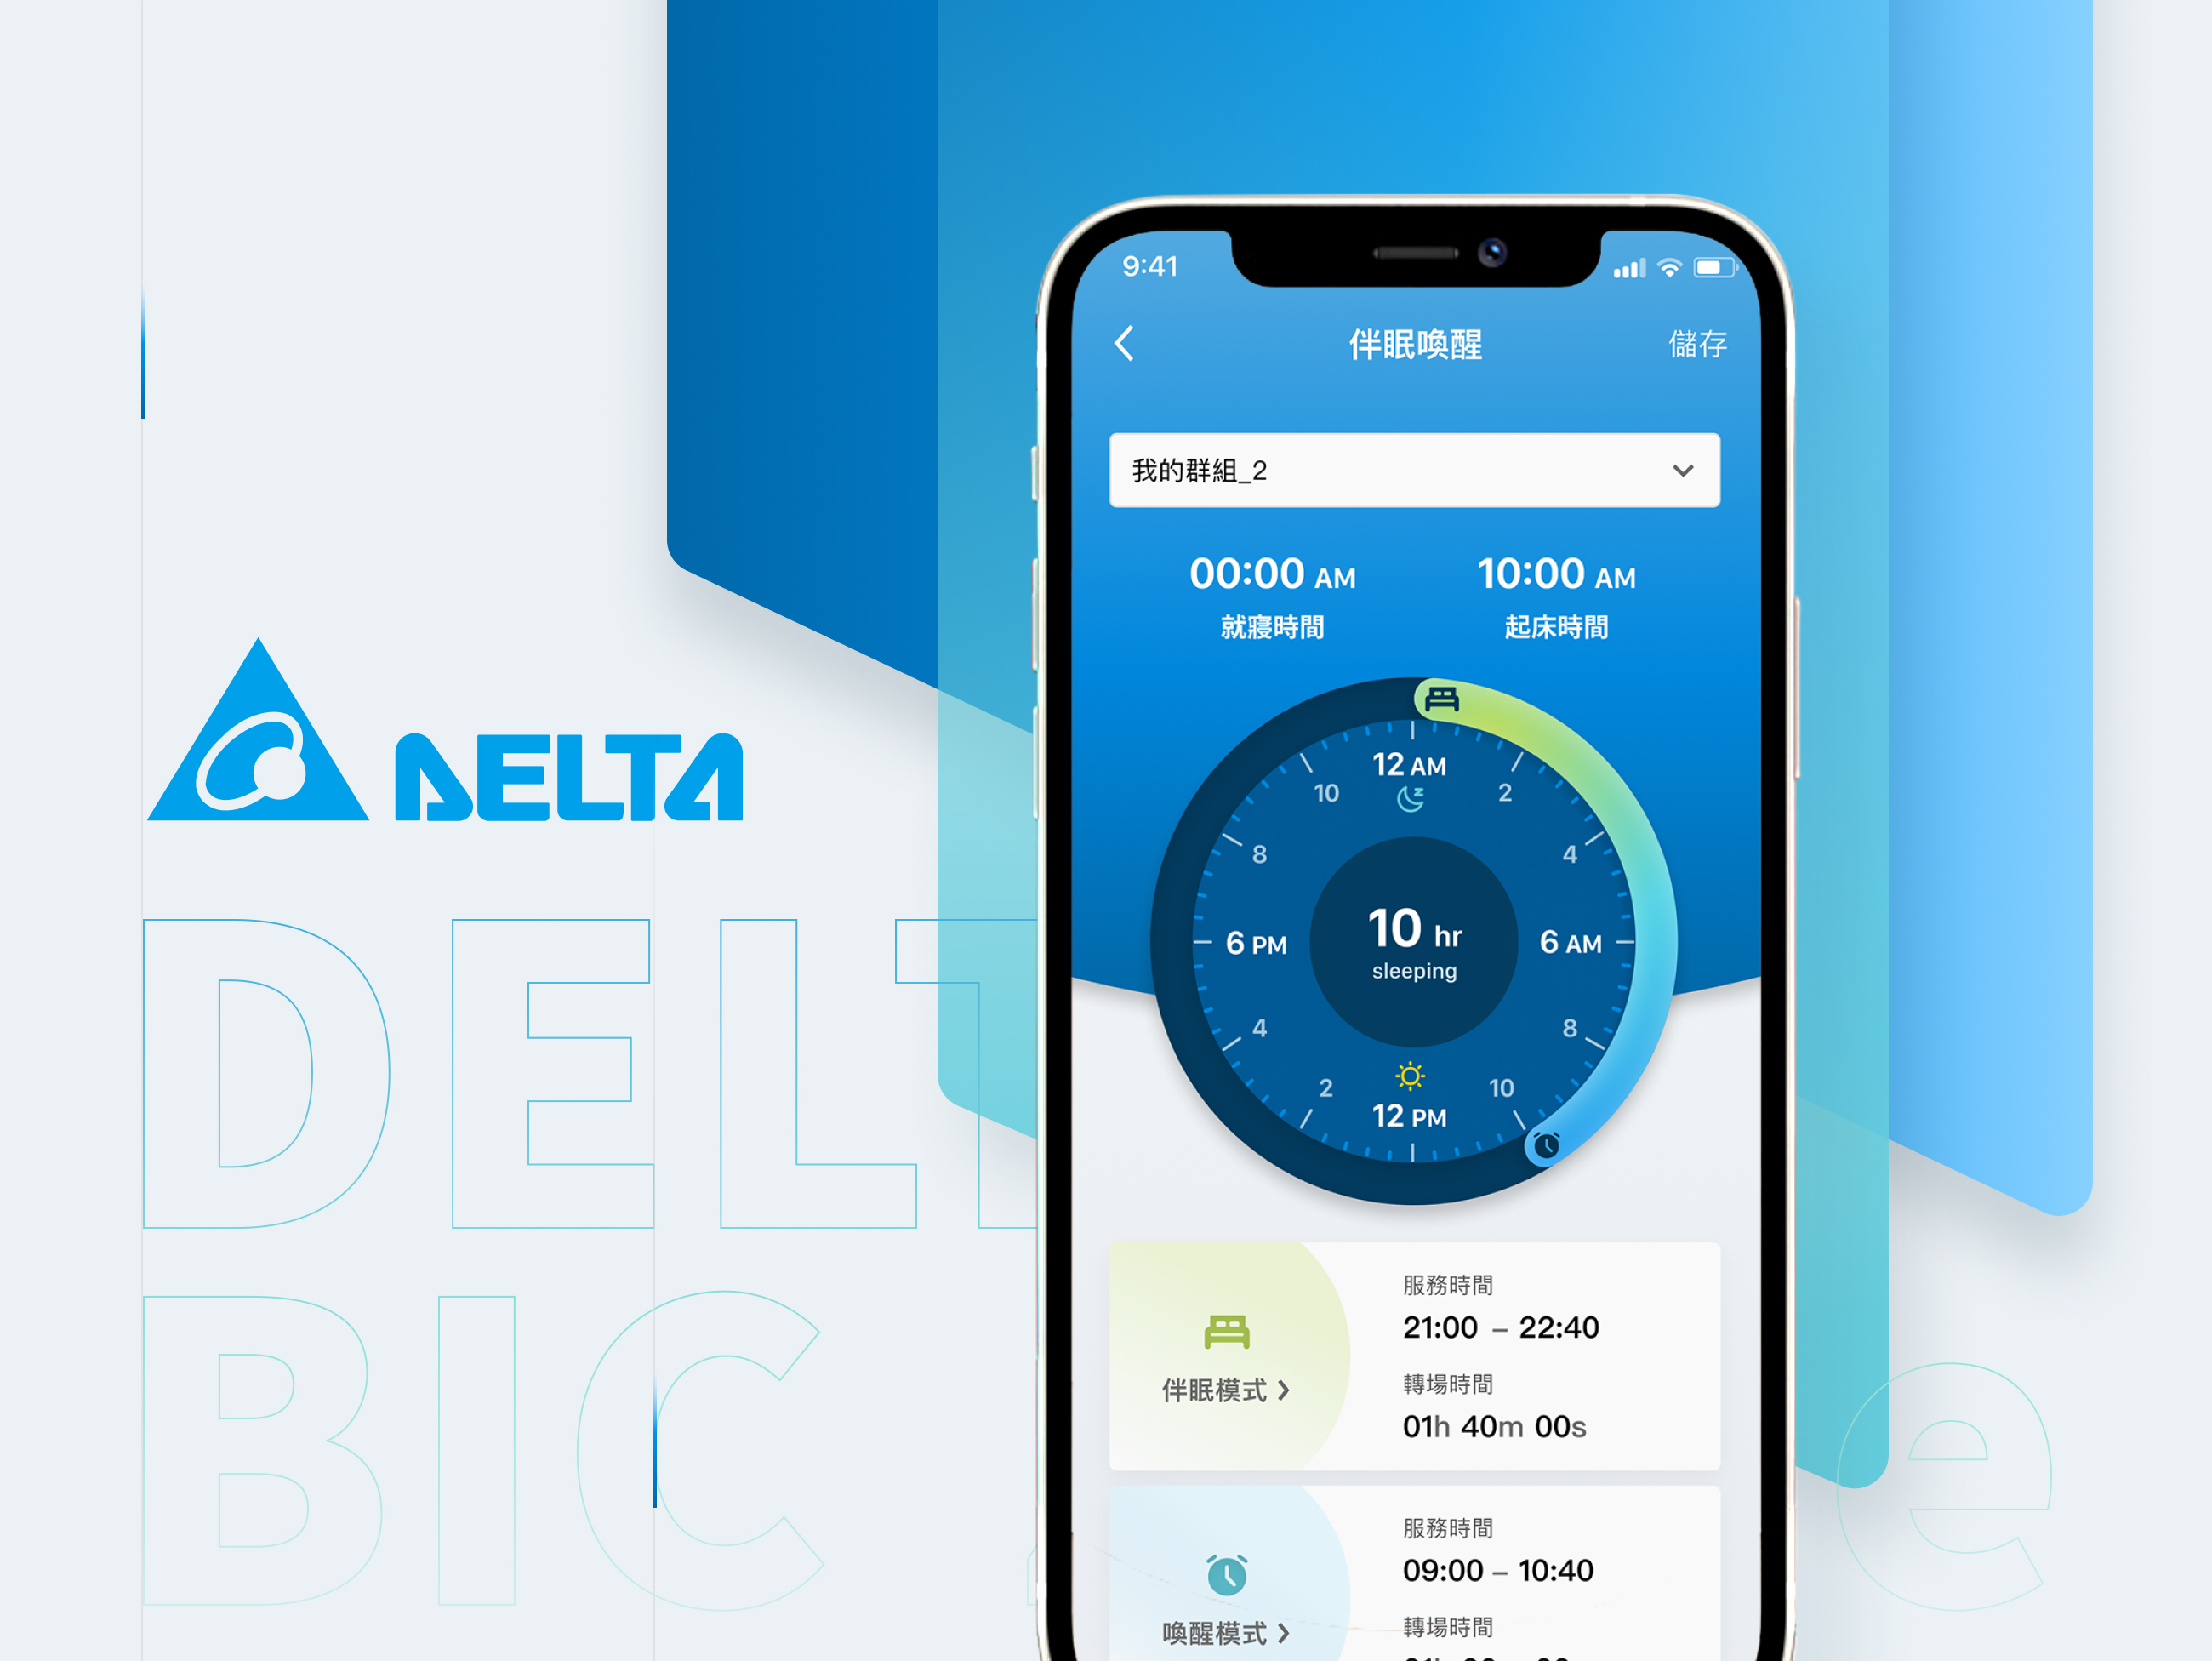 DELTA
DELT
BIC
e
9:41
伴眠喚醒
儲存
我的群組_2
00:00 AM
就寢時間
10:00 AM
起床時間
12 AM
10
2
8
4
6 PM
10 hr
sleeping
6 AM
4
8
2
10
12 PM
服務時間
21:00 – 22:40
伴眠模式
轉場時間
01h 40m 00s
服務時間
09:00 – 10:40
喚醒模式
轉場時間